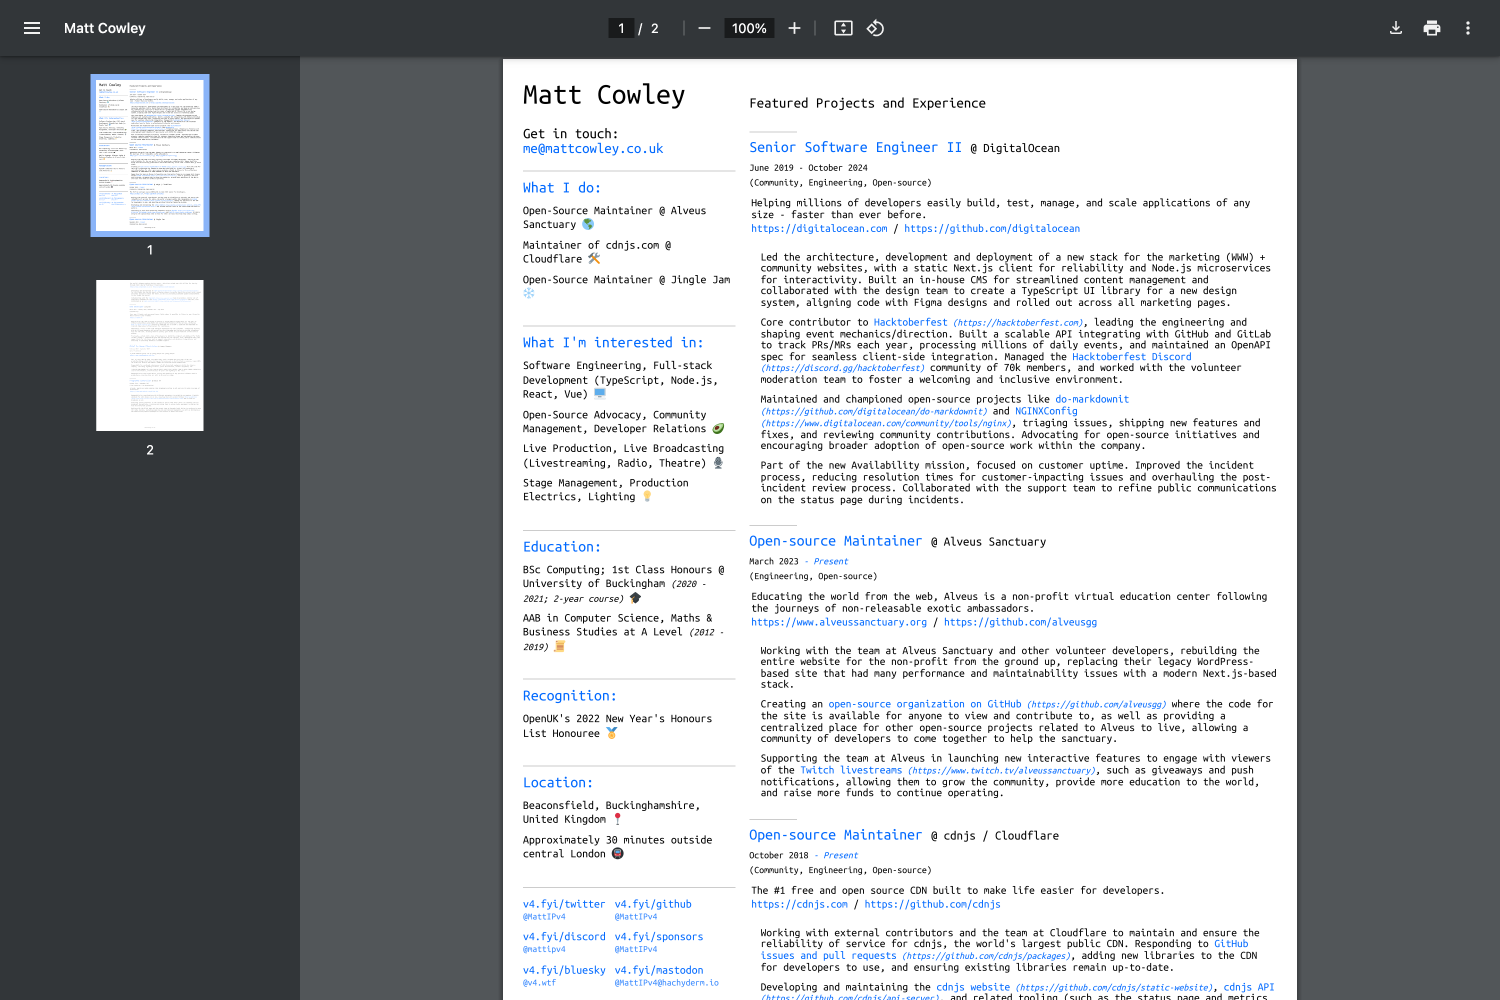 Matt Cowley
1 / 2
100%
1
2
Matt Cowley
Get in touch:
me@mattcowley.co.uk
What I do:
Open-Source Maintainer @ Alveus
Sanctuary 🌎
Maintainer of cdnjs.com @
Cloudflare 🛠️
Open-Source Maintainer @ Jingle Jam
❄️
What I'm interested in:
Software Engineering, Full-stack
Development (TypeScript, Node.js,
React, Vue) 🖥️
Open-Source Advocacy, Community
Management, Developer Relations 🥑
Live Production, Live Broadcasting
(Livestreaming, Radio, Theatre) 🎙️
Stage Management, Production
Electrics, Lighting 💡
Education:
BSc Computing; 1st Class Honours @
University of Buckingham (2020 -
2021; 2-year course) 🎓
AAB in Computer Science, Maths &
Business Studies at A Level (2012 -
2019) 📜
Recognition:
OpenUK's 2022 New Year's Honours
List Honouree 🏅
Location:
Beaconsfield, Buckinghamshire,
United Kingdom 📍
Approximately 30 minutes outside
central London 🚇
v4.fyi/twitter v4.fyi/github
@MattIPv4 @MattIPv4
v4.fyi/discord v4.fyi/sponsors
@mattipv4 @MattIPv4
v4.fyi/bluesky v4.fyi/mastodon
@v4.wtf @MattIPv4@hachyderm.io
Featured Projects and Experience
Senior Software Engineer II @ DigitalOcean
June 2019 - October 2024
(Community, Engineering, Open-source)
Helping millions of developers easily build, test, manage, and scale applications of any
size - faster than ever before.
https://digitalocean.com / https://github.com/digitalocean
Led the architecture, development and deployment of a new stack for the marketing (WWW) +
community websites, with a static Next.js client for reliability and Node.js microservices
for interactivity. Built an in-house CMS for streamlined content management and
collaborated with the design team to create a TypeScript UI library for a new design
system, aligning code with Figma designs and rolled out across all marketing pages.
Core contributor to Hacktoberfest (https://hacktoberfest.com), leading the engineering and
shaping event mechanics/direction. Built a scalable API integrating with GitHub and GitLab
to track PRs/MRs each year, processing millions of daily events, and maintained an OpenAPI
spec for seamless client-side integration. Managed the Hacktoberfest Discord
(https://discord.gg/hacktoberfest) community of 70k members, and worked with the volunteer
moderation team to foster a welcoming and inclusive environment.
Maintained and championed open-source projects like do-markdownit
(https://github.com/digitalocean/do-markdownit) and NGINXConfig
(https://www.digitalocean.com/community/tools/nginx), triaging issues, shipping new features and
fixes, and reviewing community contributions. Advocating for open-source initiatives and
encouraging broader adoption of open-source work within the company.
Part of the new Availability mission, focused on customer uptime. Improved the incident
process, reducing resolution times for customer-impacting issues and overhauling the post-
incident review process. Collaborated with the support team to refine public communications
on the status page during incidents.
Open-source Maintainer @ Alveus Sanctuary
March 2023 - Present
(Engineering, Open-source)
Educating the world from the web, Alveus is a non-profit virtual education center following
the journeys of non-releasable exotic ambassadors.
https://www.alveussanctuary.org / https://github.com/alveusgg
Working with the team at Alveus Sanctuary and other volunteer developers, rebuilding the
entire website for the non-profit from the ground up, replacing their legacy WordPress-
based site that had many performance and maintainability issues with a modern Next.js-based
stack.
Creating an open-source organization on GitHub (https://github.com/alveusgg) where the code for
the site is available for anyone to view and contribute to, as well as providing a
centralized place for other open-source projects related to Alveus to live, allowing a
community of developers to come together to help the sanctuary.
Supporting the team at Alveus in launching new interactive features to engage with viewers
of the Twitch livestreams (https://www.twitch.tv/alveussanctuary), such as giveaways and push
notifications, allowing them to grow the community, provide more education to the world,
and raise more funds to continue operating.
Open-source Maintainer @ cdnjs / Cloudflare
October 2018 - Present
(Community, Engineering, Open-source)
The #1 free and open source CDN built to make life easier for developers.
https://cdnjs.com / https://github.com/cdnjs
Working with external contributors and the team at Cloudflare to maintain and ensure the
reliability of service for cdnjs, the world's largest public CDN. Responding to GitHub
issues and pull requests (https://github.com/cdnjs/packages), adding new libraries to the CDN
for developers to use, and ensuring existing libraries remain up-to-date.
Developing and maintaining the cdnjs website (https://github.com/cdnjs/static-website), cdnjs API
(https://github.com/cdnjs/api-server), and related tooling (such as the status page and metrics